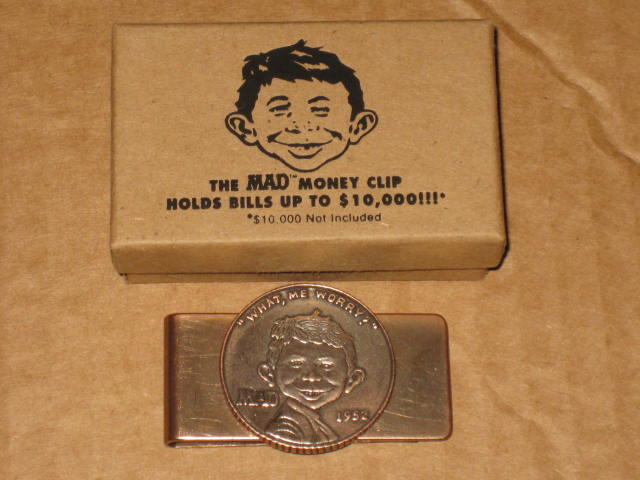 THE MAD™ MONEY CLIP
HOLDS BILLS UP TO $10,000!!!*
*$10,000 Not Included
"WHAT, ME WORRY?"
MAD
1952